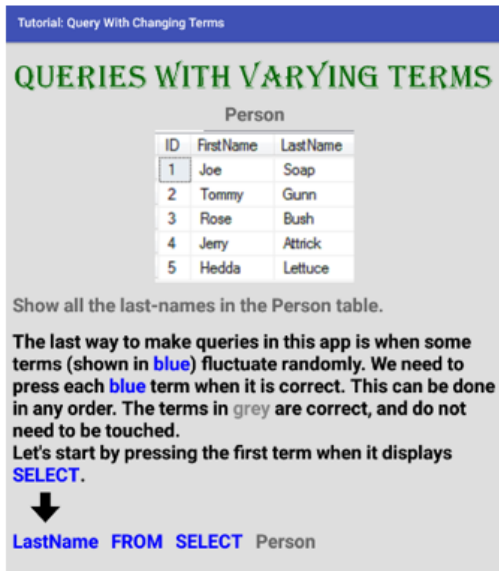 Tutorial: Query With Changing Terms
QUERIES WITH VARYING TERMS
Person
ID FirstName LastName
1 Joe Soap
2 Tommy Gunn
3 Rose Bush
4 Jerry Attrick
5 Hedda Lettuce
Show all the last-names in the Person table.
The last way to make queries in this app is when some
terms (shown in blue) fluctuate randomly. We need to
press each blue term when it is correct. This can be done
in any order. The terms in grey are correct, and do not
need to be touched.
Let's start by pressing the first term when it displays
SELECT.
LastName FROM SELECT Person